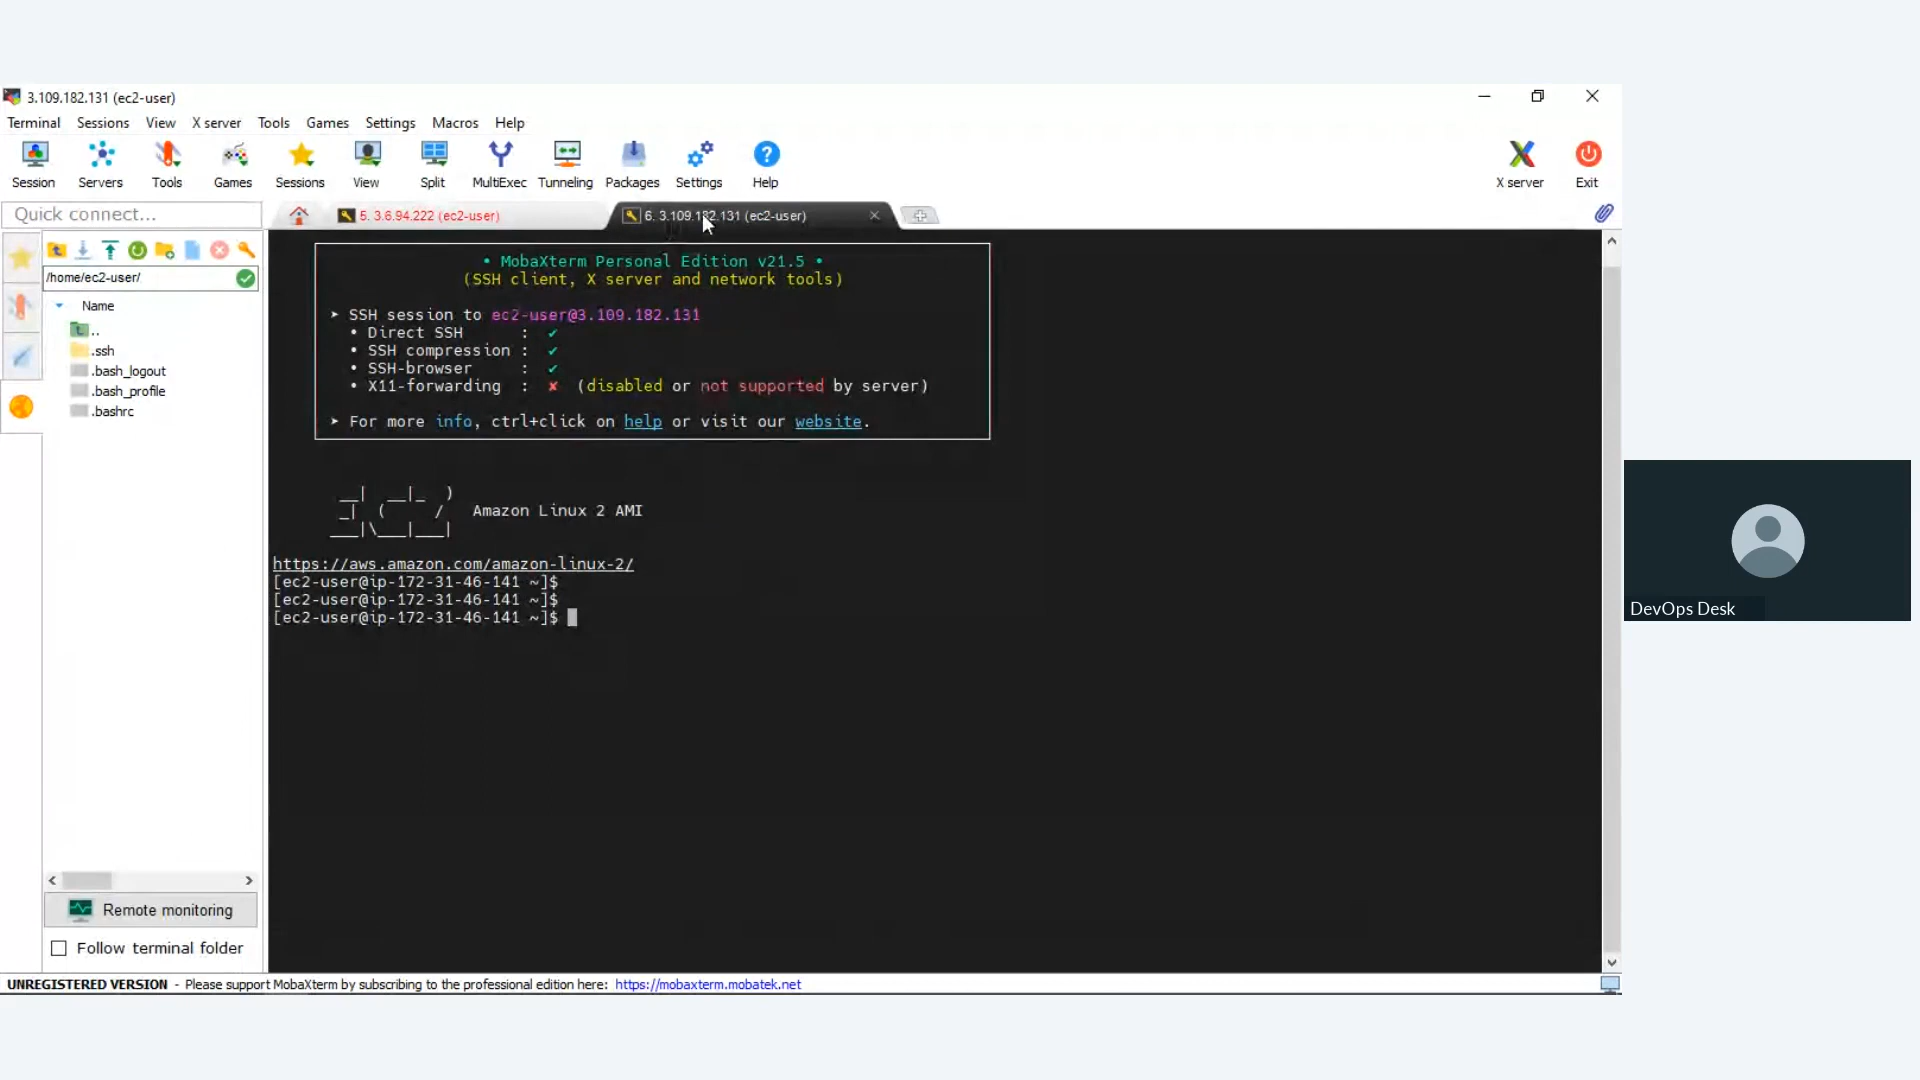 3.109.182.131 (ec2-user)
Terminal Sessions View X server Tools Games Settings Macros Help
Session Servers Tools Games Sessions View Split MultiExec Tunneling Packages Settings Help X server Exit
Quick connect...
5. 3.6.94.222 (ec2-user)
6. 3.109.182.131 (ec2-user)
/home/ec2-user/
Name
..
.ssh
.bash_logout
.bash_profile
.bashrc
Remote monitoring
Follow terminal folder
• MobaXterm Personal Edition v21.5 •
(SSH client, X server and network tools)
➤ SSH session to ec2-user@3.109.182.131
• Direct SSH : ✔
• SSH compression : ✔
• SSH-browser : ✔
• X11-forwarding : ✘ (disabled or not supported by server)
➤ For more info, ctrl+click on help or visit our website.
__| __|_ )
_| ( / Amazon Linux 2 AMI
___|\___|___|
https://aws.amazon.com/amazon-linux-2/
[ec2-user@ip-172-31-46-141 ~]$
[ec2-user@ip-172-31-46-141 ~]$
[ec2-user@ip-172-31-46-141 ~]$
UNREGISTERED VERSION - Please support MobaXterm by subscribing to the professional edition here: https://mobaxterm.mobatek.net
DevOps Desk